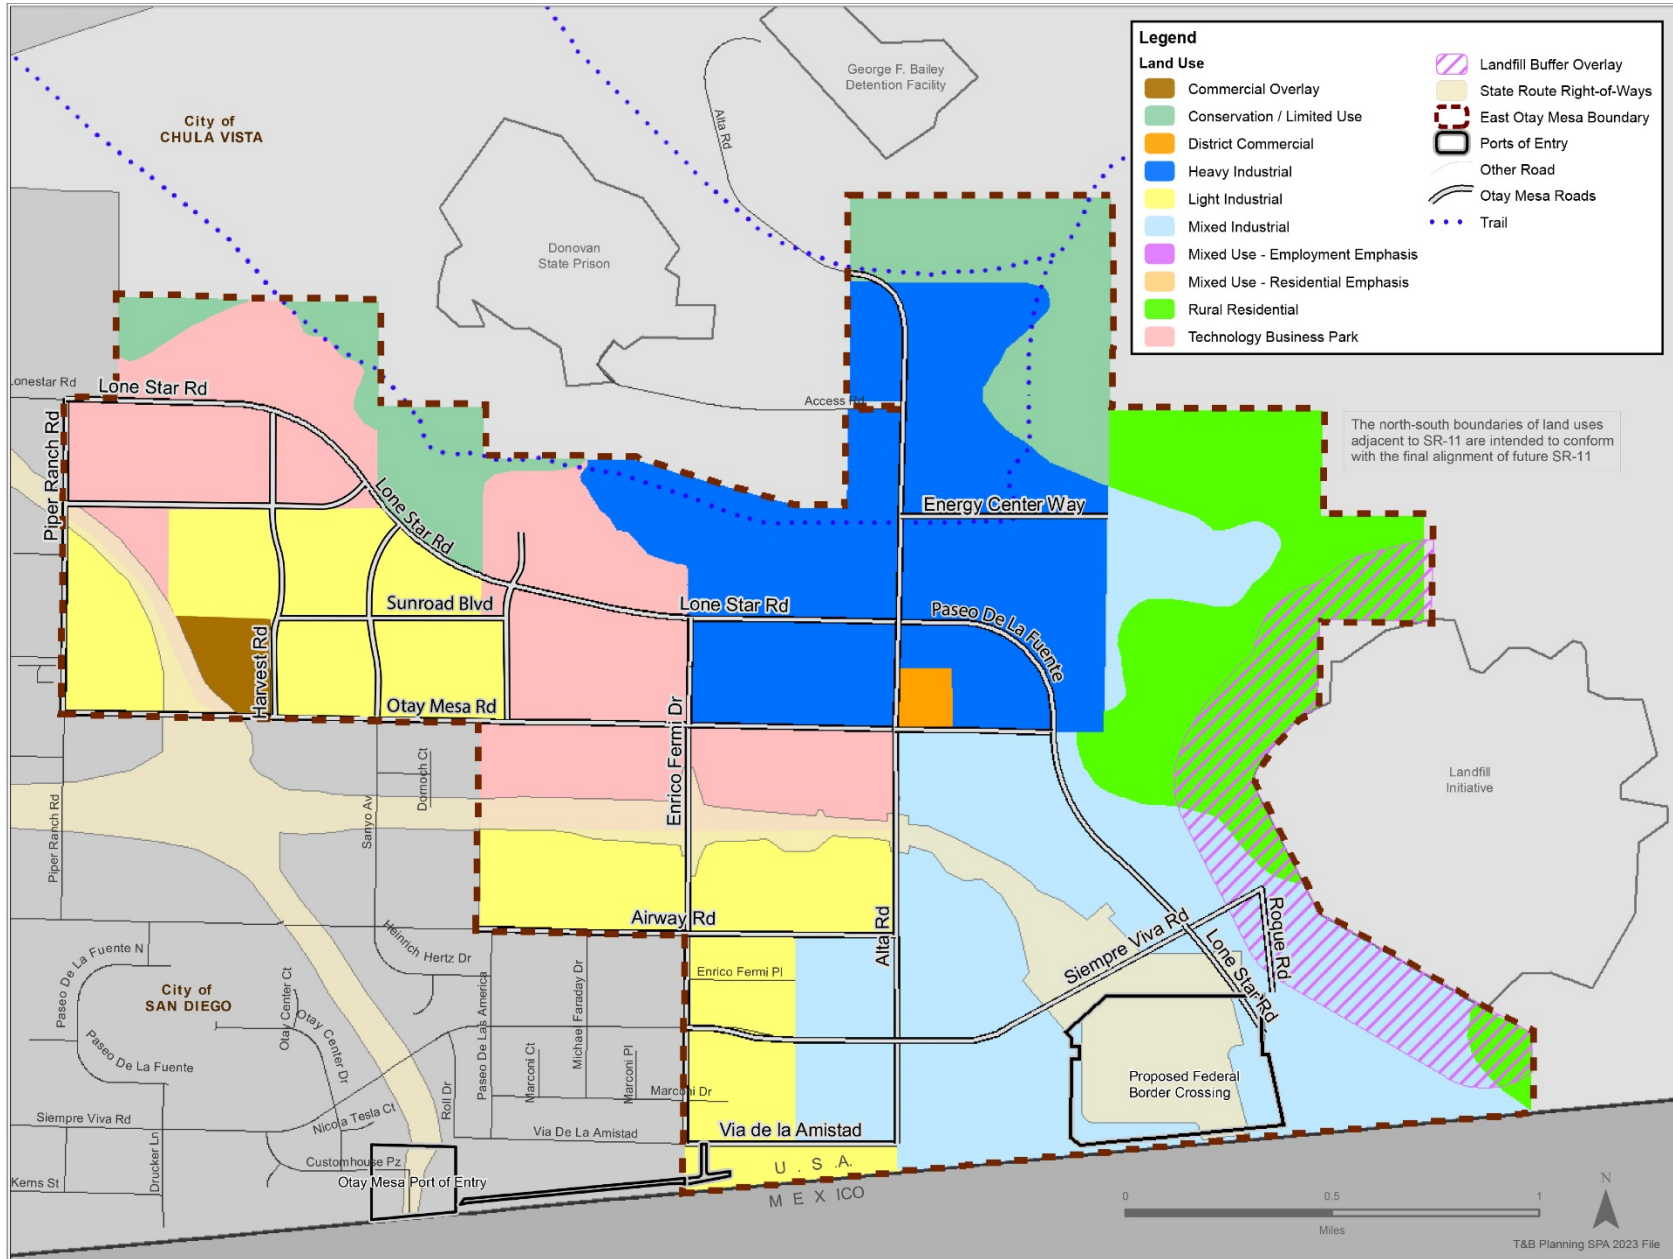 Legend
Land Use
Commercial Overlay
Conservation / Limited Use
District Commercial
Heavy Industrial
Light Industrial
Mixed Industrial
Mixed Use - Employment Emphasis
Mixed Use - Residential Emphasis
Rural Residential
Technology Business Park
Landfill Buffer Overlay
State Route Right-of-Ways
East Otay Mesa Boundary
Ports of Entry
Other Road
Otay Mesa Roads
Trail
George F. Bailey
Detention Facility
Alta Rd
City of
CHULA VISTA
Donovan
State Prison
Lonestar Rd
Lone Star Rd
Access Rd
The north-south boundaries of land uses
adjacent to SR-11 are intended to conform
with the final alignment of future SR-11
Piper Ranch Rd
Lone Star Rd
Energy Center Way
Sunroad Blvd
Lone Star Rd
Paseo De La Fuente
Harvest Rd
Otay Mesa Rd
Enrico Fermi Dr
Dornoch Ct
Sanyo Av
Piper Ranch Rd
Landfill
Initiative
Airway Rd
Alta Rd
Siempre Viva Rd
Roque Rd
Lone Star Rd
Heinrich Hertz Dr
Paseo De La Fuente N
City of
SAN DIEGO
Otay Center Ct
Otay Center Dr
Paseo De Las America
Michael Faraday Dr
Enrico Fermi Pl
Paseo De La Fuente
Marconi Ct
Marconi Pl
Marconi Dr
Proposed Federal
Border Crossing
Roll Dr
Siempre Viva Rd
Nicola Tesla Ct
Via De La Amistad
Via de la Amistad
Drucker Ln
Customhouse Pz
Kerns St
Otay Mesa Port of Entry
U . S .A.
M E X ICO
0
0.5
1
Miles
N
T&B Planning SPA 2023 File